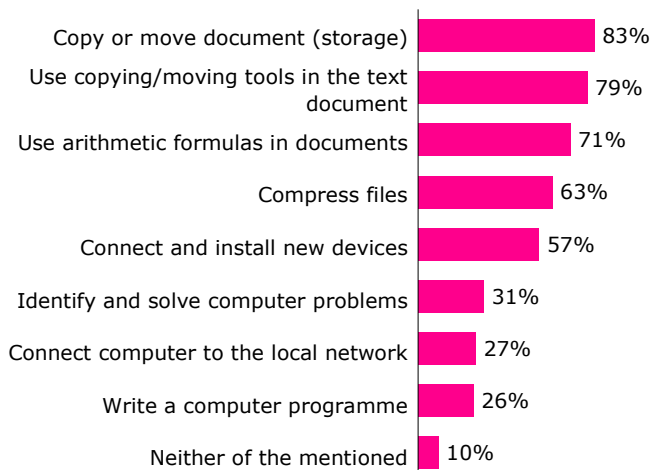 Copy or move document (storage) 83%
Use copying/moving tools in the text
document 79%
Use arithmetic formulas in documents 71%
Compress files 63%
Connect and install new devices 57%
Identify and solve computer problems 31%
Connect computer to the local network 27%
Write a computer programme 26%
Neither of the mentioned 10%